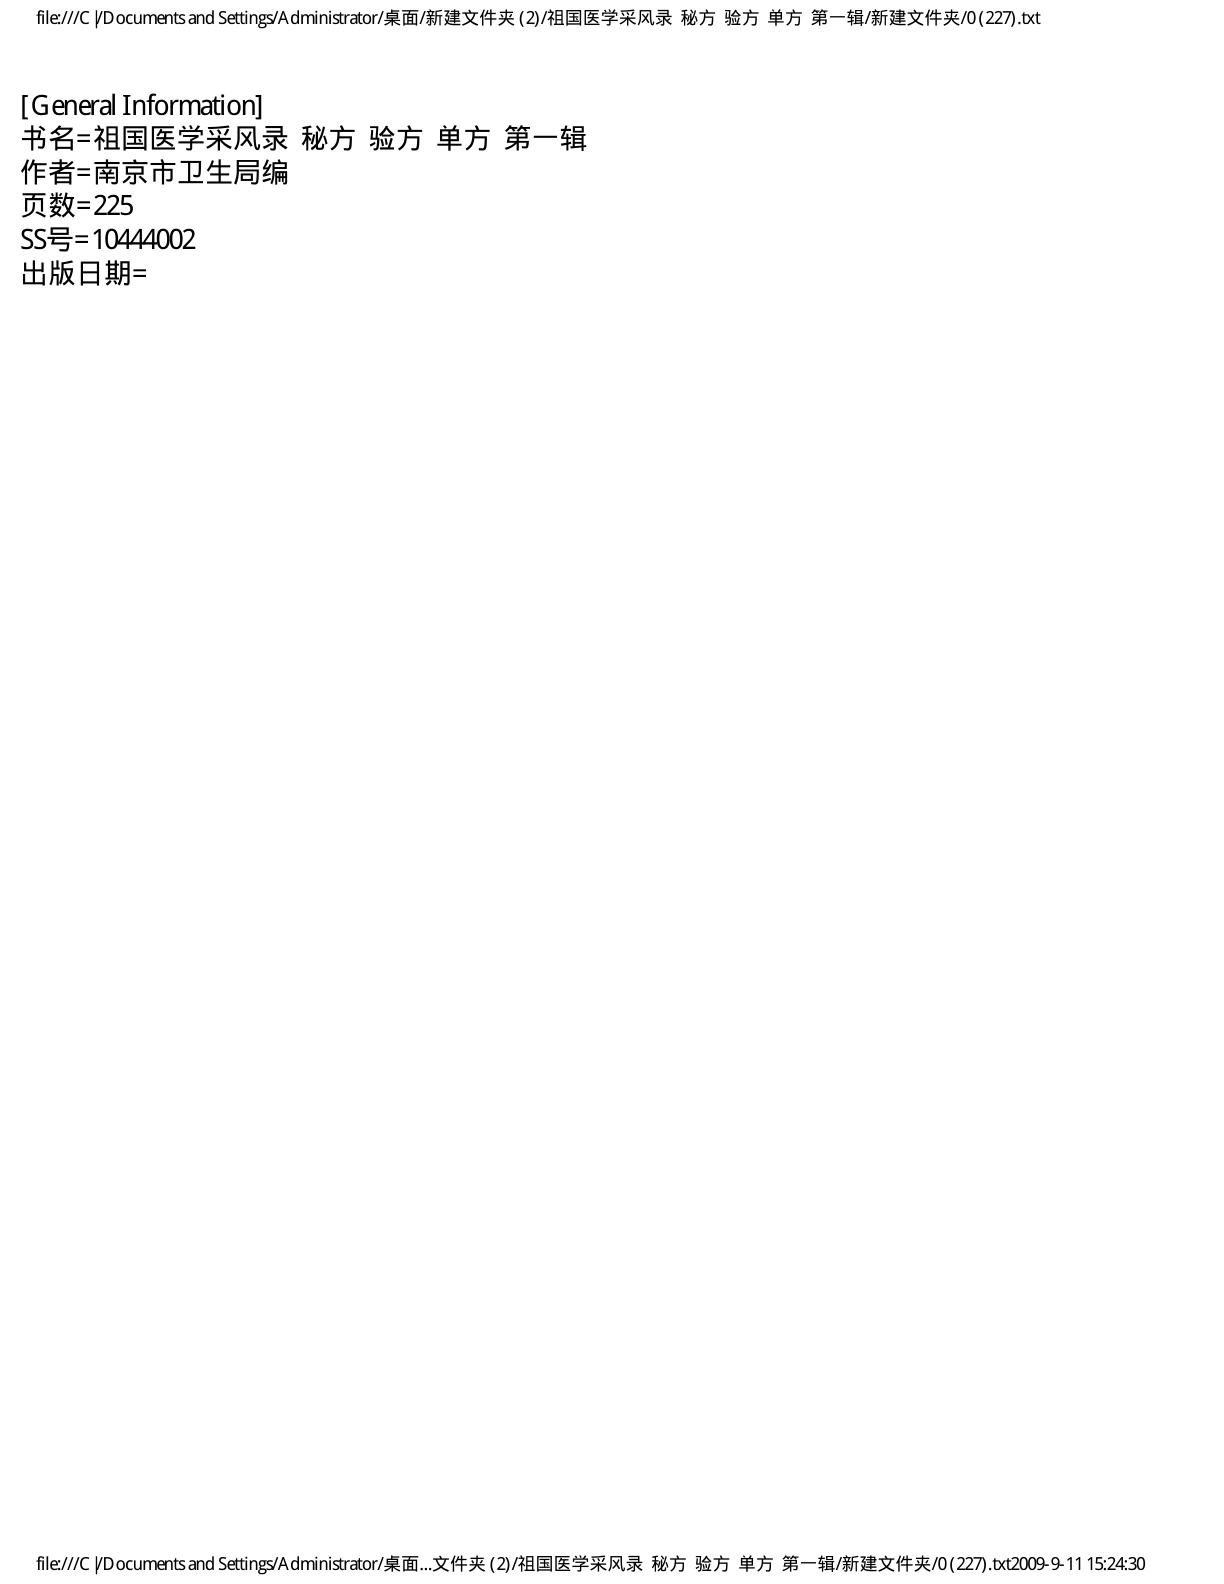 file:///C |/Documents and Settings/Administrator/桌面/新建文件夹 (2)/祖国医学采风录 秘方 验方 单方 第一辑/新建文件夹/0 (227).txt
[General Information]
书名=祖国医学采风录 秘方 验方 单方 第一辑
作者=南京市卫生局编
页数=225
SS号=10444002
出版日期=
file:///C |/Documents and Settings/Administrator/桌面...文件夹 (2)/祖国医学采风录 秘方 验方 单方 第一辑/新建文件夹/0 (227).txt2009-9-11 15:24:30